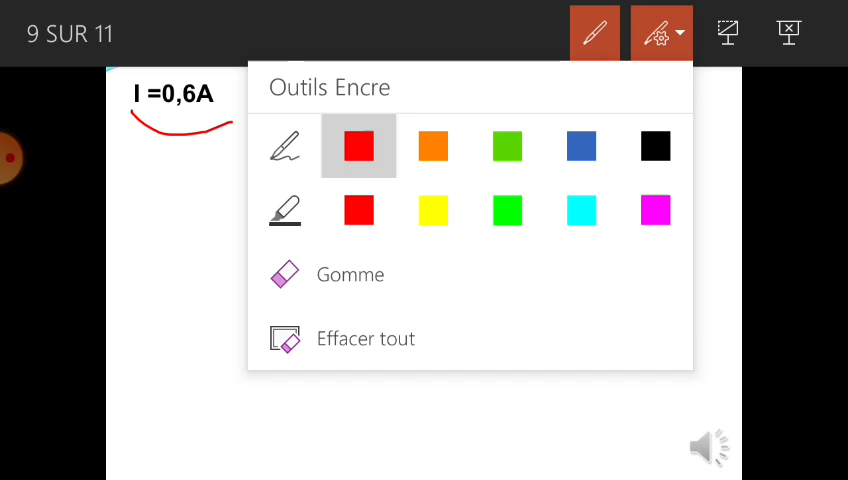 9 SUR 11
I =0,6A
Outils Encre
Gomme
Effacer tout